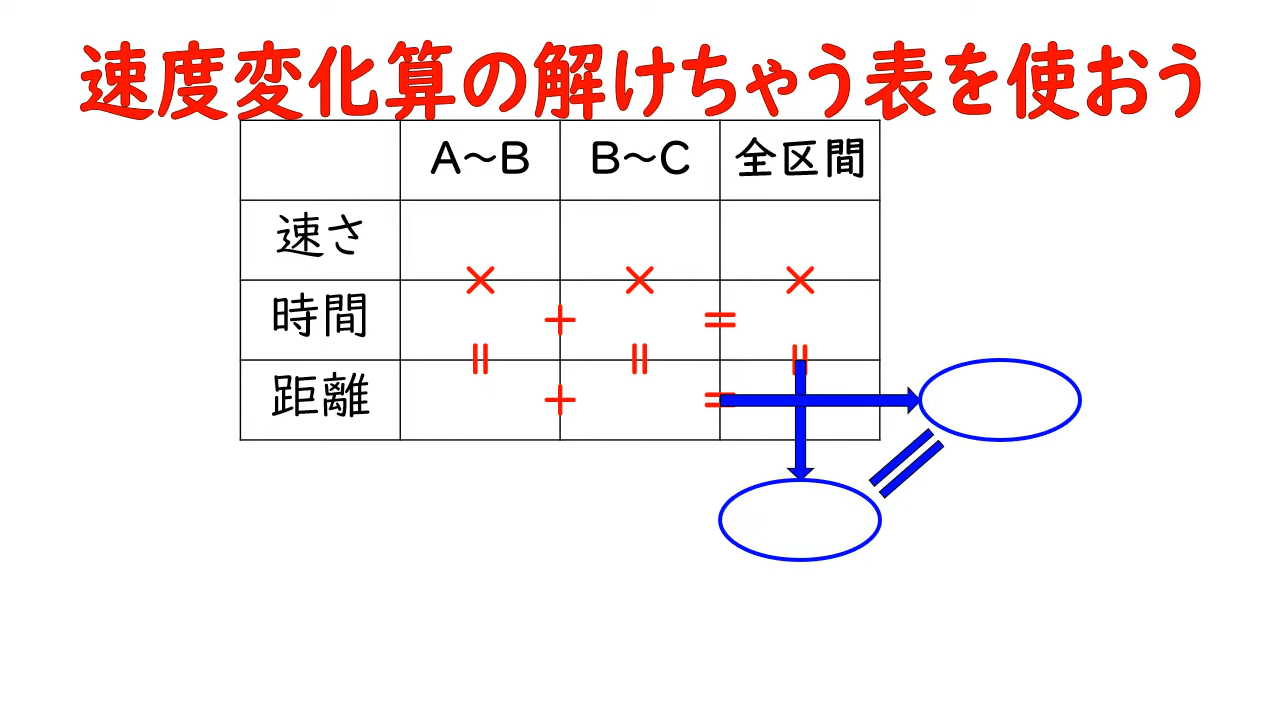 速度変化算の解けちゃう表を使おう
A～B B～C 全区間
速さ
× × ×
時間 + =
= = =
距離 + =
=